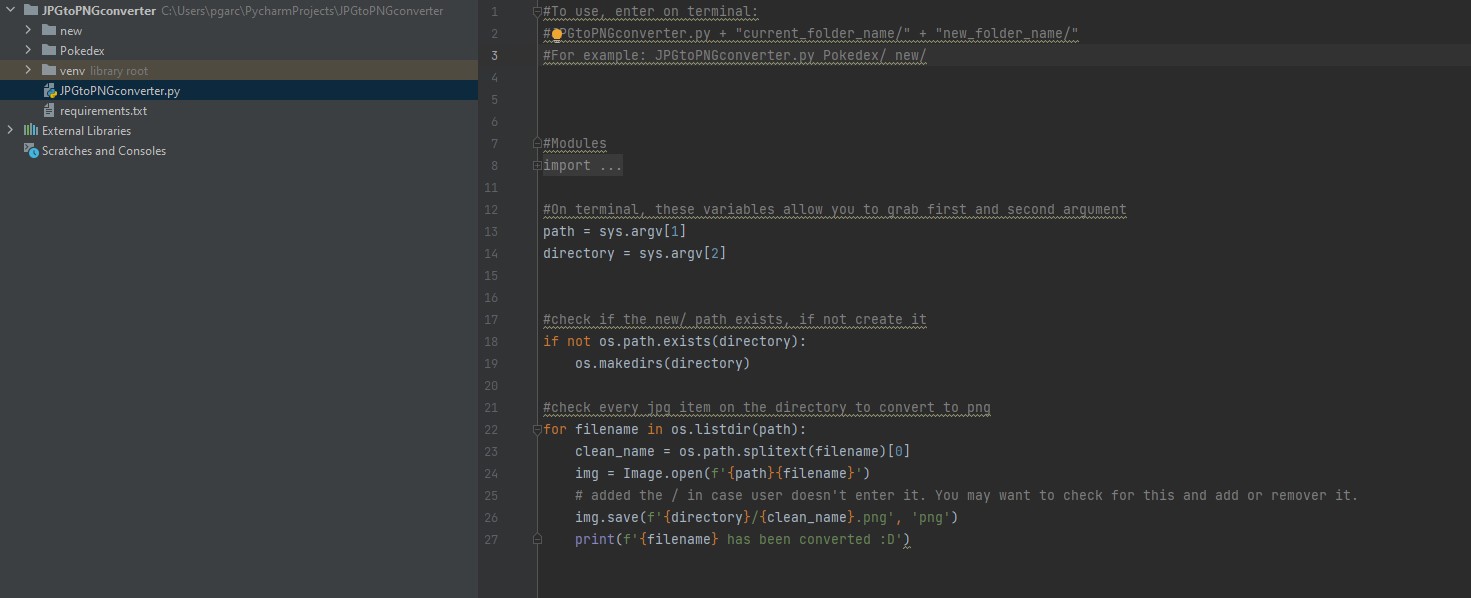 JPGtoPNGconverter C:\Users\pgarc\PycharmProjects\JPGtoPNGconverter
new
Pokedex
venv library root
JPGtoPNGconverter.py
requirements.txt
External Libraries
Scratches and Consoles
1 #To use, enter on terminal:
2 #JPGtoPNGconverter.py + "current_folder_name/" + "new_folder_name/"
3 #For example: JPGtoPNGconverter.py Pokedex/ new/
4
5
6
7 #Modules
8 import ...
11
12 #On terminal, these variables allow you to grab first and second argument
13 path = sys.argv[1]
14 directory = sys.argv[2]
15
16
17 #check if the new/ path exists, if not create it
18 if not os.path.exists(directory):
19 os.makedirs(directory)
20
21 #check every jpg item on the directory to convert to png
22 for filename in os.listdir(path):
23 clean_name = os.path.splitext(filename)[0]
24 img = Image.open(f'{path}{filename}')
25 # added the / in case user doesn't enter it. You may want to check for this and add or remover it.
26 img.save(f'{directory}/{clean_name}.png', 'png')
27 print(f'{filename} has been converted :D')